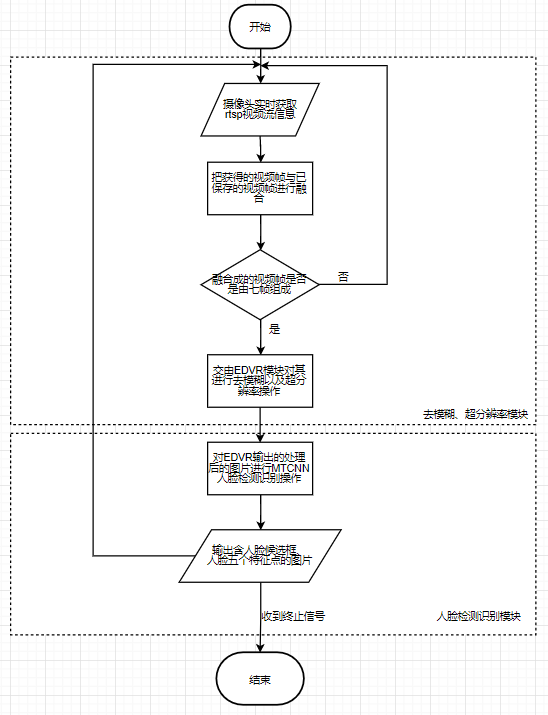 开始
摄像头实时获取
rtsp视频流信息
把获得的视频帧与已
保存的视频帧进行融
合
融合成的视频帧是否
是由七帧组成
否
是
交由EDVR模块对其
进行去模糊以及超分
辨率操作
去模糊、超分辨率模块
对EDVR输出的处理
后的图片进行MTCNN
人脸检测识别操作
输出含人脸候选框、
人脸五个特征点的图片
收到终止信号
人脸检测识别模块
结束